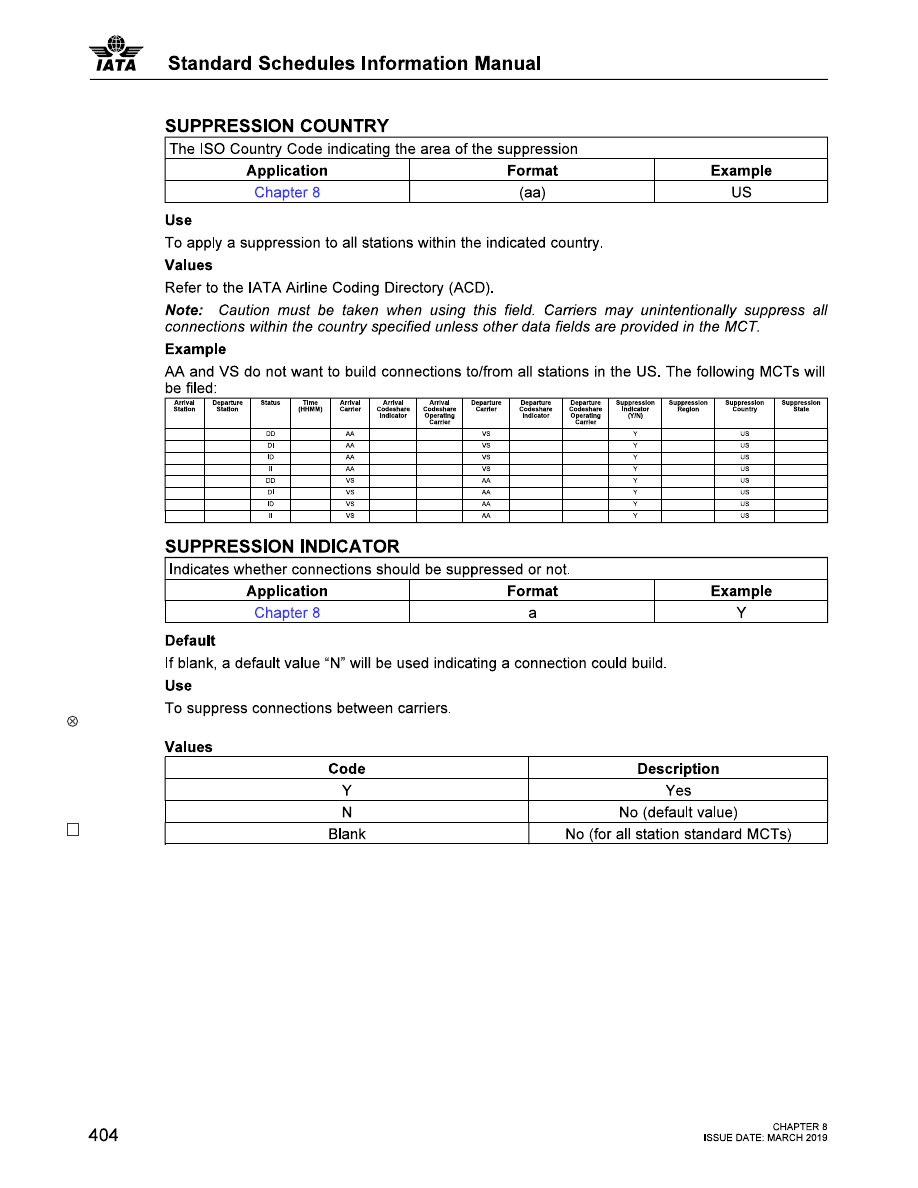 IATA
Standard Schedules Information Manual
SUPPRESSION COUNTRY
The ISO Country Code indicating the area of the suppression
Application Format Example
Chapter 8 (aa) US
Use
To apply a suppression to all stations within the indicated country.
Values
Refer to the IATA Airline Coding Directory (ACD).
Note: Caution must be taken when using this field. Carriers may unintentionally suppress all
connections within the country specified unless other data fields are provided in the MCT.
Example
AA and VS do not want to build connections to/from all stations in the US. The following MCTs will
be filed:
Arrival Station Departure Station Status Time (HHMM) Arrival Carrier Arrival Codeshare Indicator Arrival Codeshare Operating Carrier Departure Carrier Departure Codeshare Indicator Departure Codeshare Operating Carrier Suppression Indicator (Y/N) Suppression Region Suppression Country Suppression State
DD AA VS Y US
DI AA VS Y US
ID AA VS Y US
II AA VS Y US
DD VS AA Y US
DI VS AA Y US
ID VS AA Y US
II VS AA Y US
SUPPRESSION INDICATOR
Indicates whether connections should be suppressed or not.
Application Format Example
Chapter 8 a Y
Default
If blank, a default value “N” will be used indicating a connection could build.
Use
To suppress connections between carriers.
⊗
Values
Code Description
Y Yes
N No (default value)
□ Blank No (for all station standard MCTs)
404
CHAPTER 8
ISSUE DATE: MARCH 2019